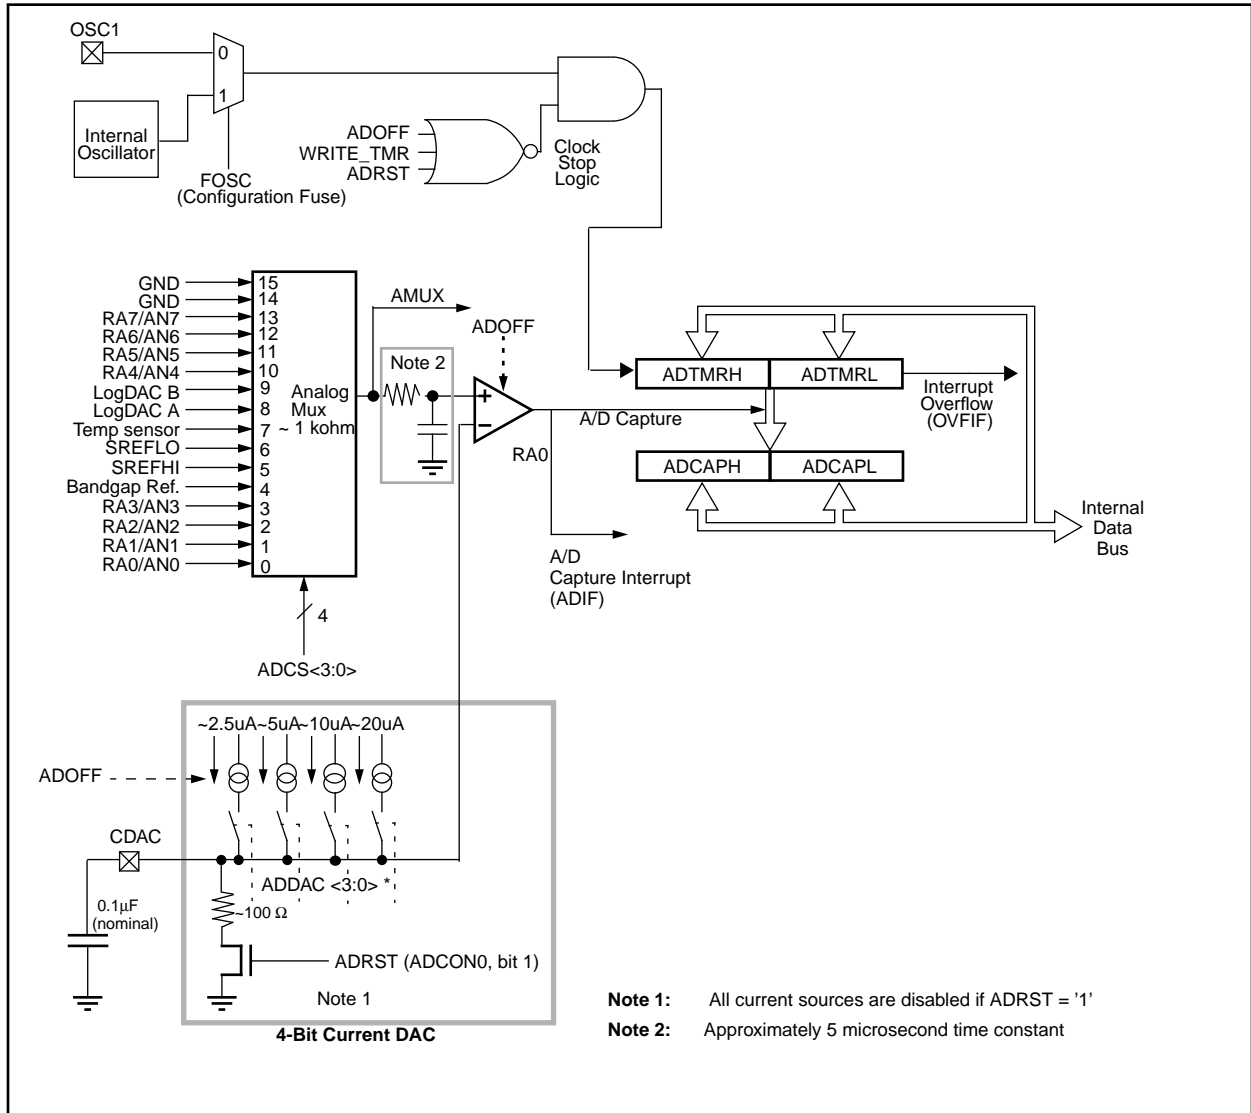 OSC1
0
1
Internal
Oscillator
FOSC
(Configuration Fuse)
ADOFF
WRITE_TMR
ADRST
Clock
Stop
Logic
GND 15
GND 14
RA7/AN7 13
RA6/AN6 12
RA5/AN5 11
RA4/AN4 10
LogDAC B 9
LogDAC A 8
Temp sensor 7
SREFLO 6
SREFHI 5
Bandgap Ref. 4
RA3/AN3 3
RA2/AN2 2
RA1/AN1 1
RA0/AN0 0
Analog
Mux
~ 1 kohm
4
ADCS<3:0>
AMUX
Note 2
ADOFF
+
−
RA0
A/D Capture
A/D
Capture Interrupt
(ADIF)
ADTMRH ADTMRL
Interrupt
Overflow
(OVFIF)
ADCAPH ADCAPL
Internal
Data
Bus
~2.5uA ~5uA ~10uA ~20uA
ADOFF
CDAC
0.1μF
(nominal)
ADDAC <3:0> *
~100 Ω
ADRST (ADCON0, bit 1)
Note 1
4-Bit Current DAC
Note 1: All current sources are disabled if ADRST = '1'
Note 2: Approximately 5 microsecond time constant